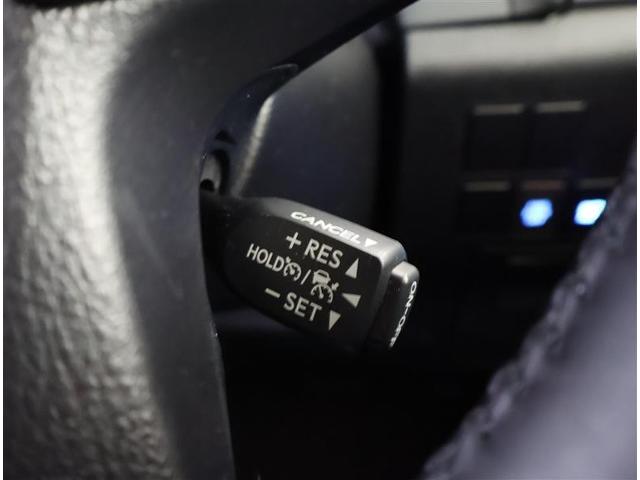 CANCEL▼
+ RES ▲
HOLD /
− SET ▼
ON-OFF